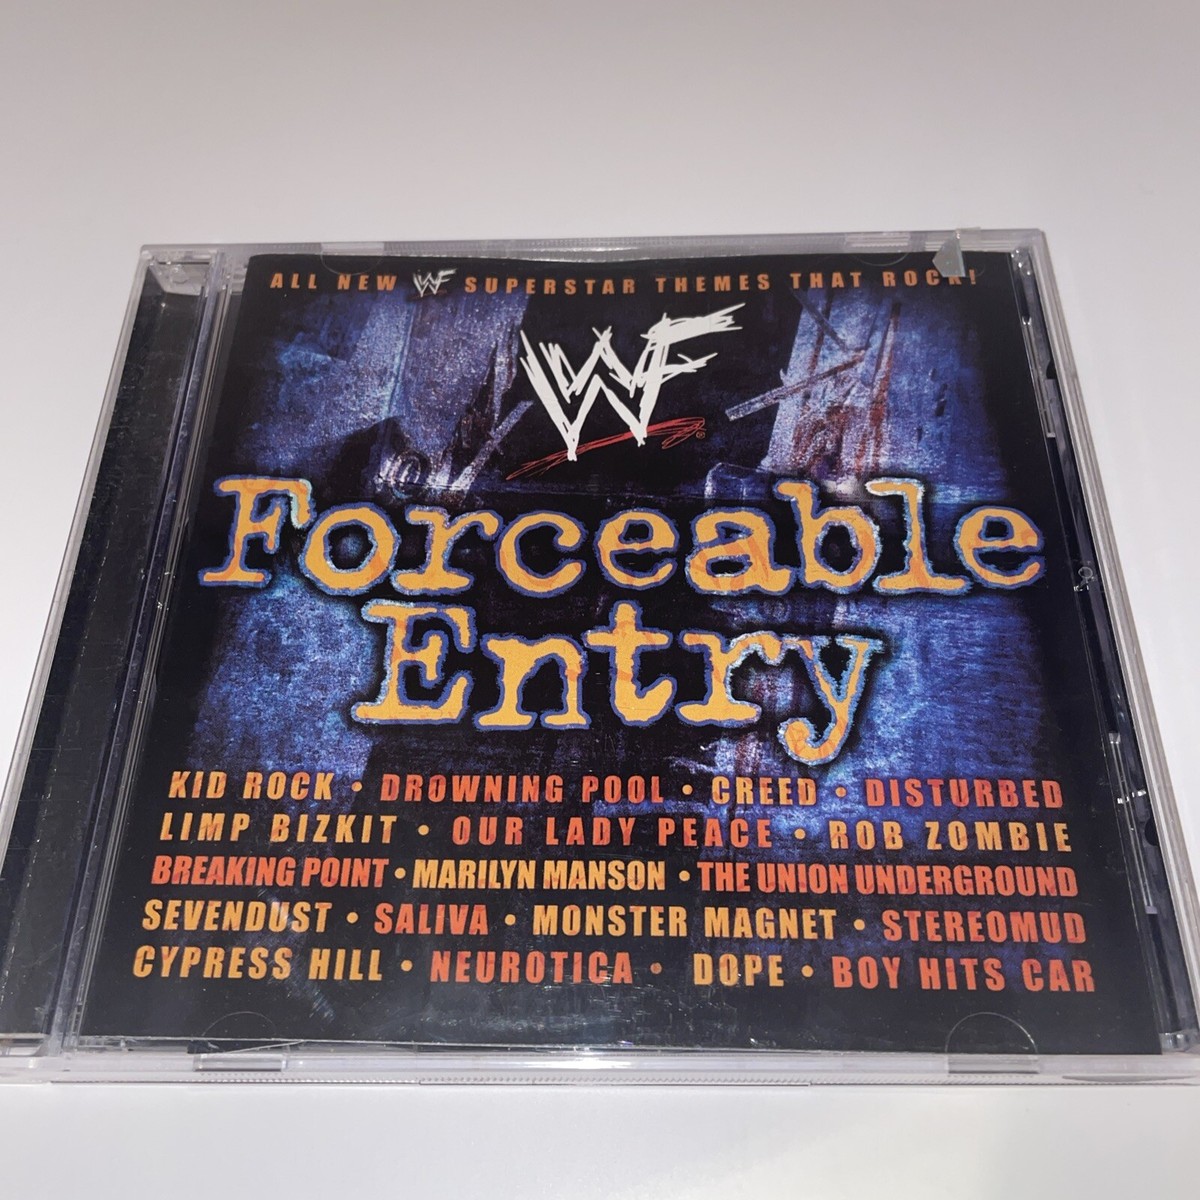 ALL NEW WF SUPERSTAR THEMES THAT ROCK!
WF
®
Forceable
Entry
KID ROCK • DROWNING POOL • CREED • DISTURBED
LIMP BIZKIT • OUR LADY PEACE • ROB ZOMBIE
BREAKING POINT • MARILYN MANSON • THE UNION UNDERGROUND
SEVENDUST • SALIVA • MONSTER MAGNET • STEREOMUD
CYPRESS HILL • NEUROTICA • DOPE • BOY HITS CAR